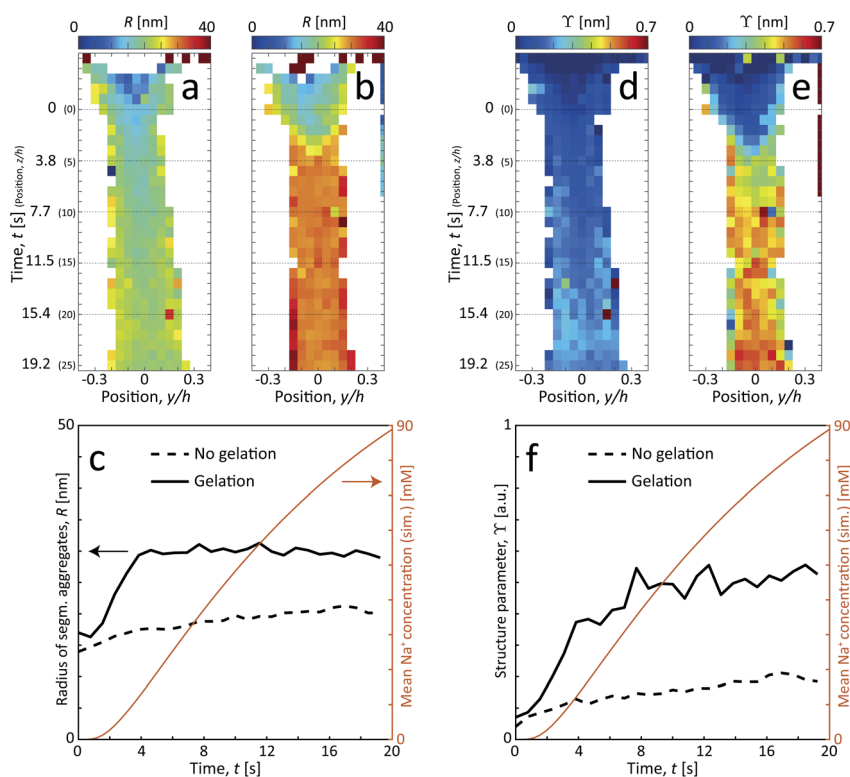 R [nm]
0
40
R [nm]
0
40
ϒ [nm]
0
0.7
ϒ [nm]
0
0.7
a
b
d
e
Time, t [s] (Position, z/h)
0 (0)
3.8 (5)
7.7 (10)
11.5 (15)
15.4 (20)
19.2 (25)
-0.3 0 0.3
Position, y/h
-0.3 0 0.3
Position, y/h
Time, t [s] (Position, z/h)
0 (0)
3.8 (5)
7.7 (10)
11.5 (15)
15.4 (20)
19.2 (25)
-0.3 0 0.3
Position, y/h
-0.3 0 0.3
Position, y/h
c
50
0
Radius of segm. aggregates, R [nm]
No gelation
Gelation
90
0
Mean Na⁺ concentration (sim.) [mM]
0 4 8 12 16 20
Time, t [s]
f
1
0
Structure parameter, ϒ [a.u.]
No gelation
Gelation
90
0
Mean Na⁺ concentration (sim.) [mM]
0 4 8 12 16 20
Time, t [s]